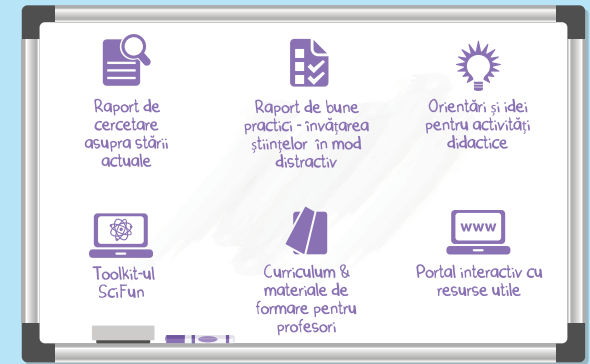 Raport de
cercetare
asupra stării
actuale
Raport de bune
practici - învățarea
științelor în mod
distractiv
Orientări și idei
pentru activități
didactice
Toolkit-ul
SciFun
Curriculum &
materiale de
formare pentru
profesori
www
Portal interactiv cu
resurse utile